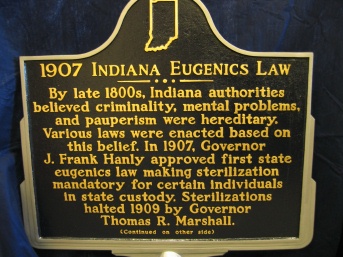 1907 INDIANA EUGENICS LAW
By late 1800s, Indiana authorities
believed criminality, mental problems,
and pauperism were hereditary.
Various laws were enacted based on
this belief. In 1907, Governor
J. Frank Hanly approved first state
eugenics law making sterilization
mandatory for certain individuals
in state custody. Sterilizations
halted 1909 by Governor
Thomas R. Marshall.
(Continued on other side)